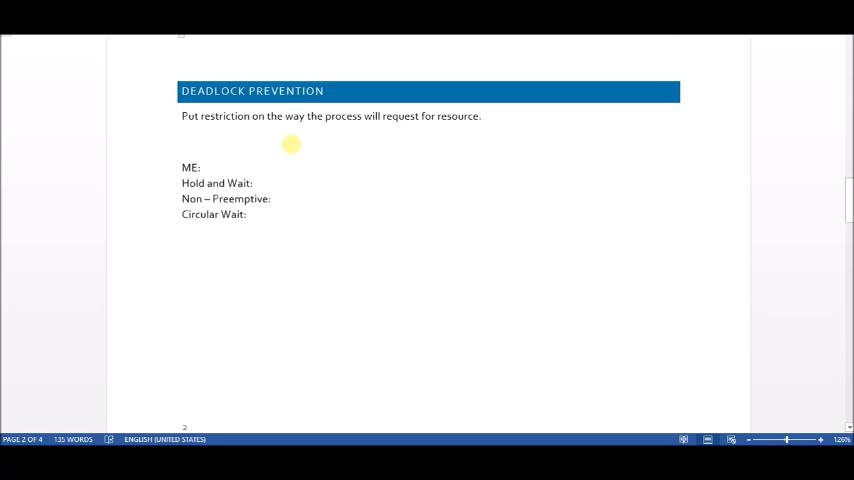 DEADLOCK PREVENTION
Put restriction on the way the process will request for resource.
ME:
Hold and Wait:
Non – Preemptive:
Circular Wait:
2
PAGE 2 OF 4 135 WORDS ENGLISH (UNITED STATES) 126%